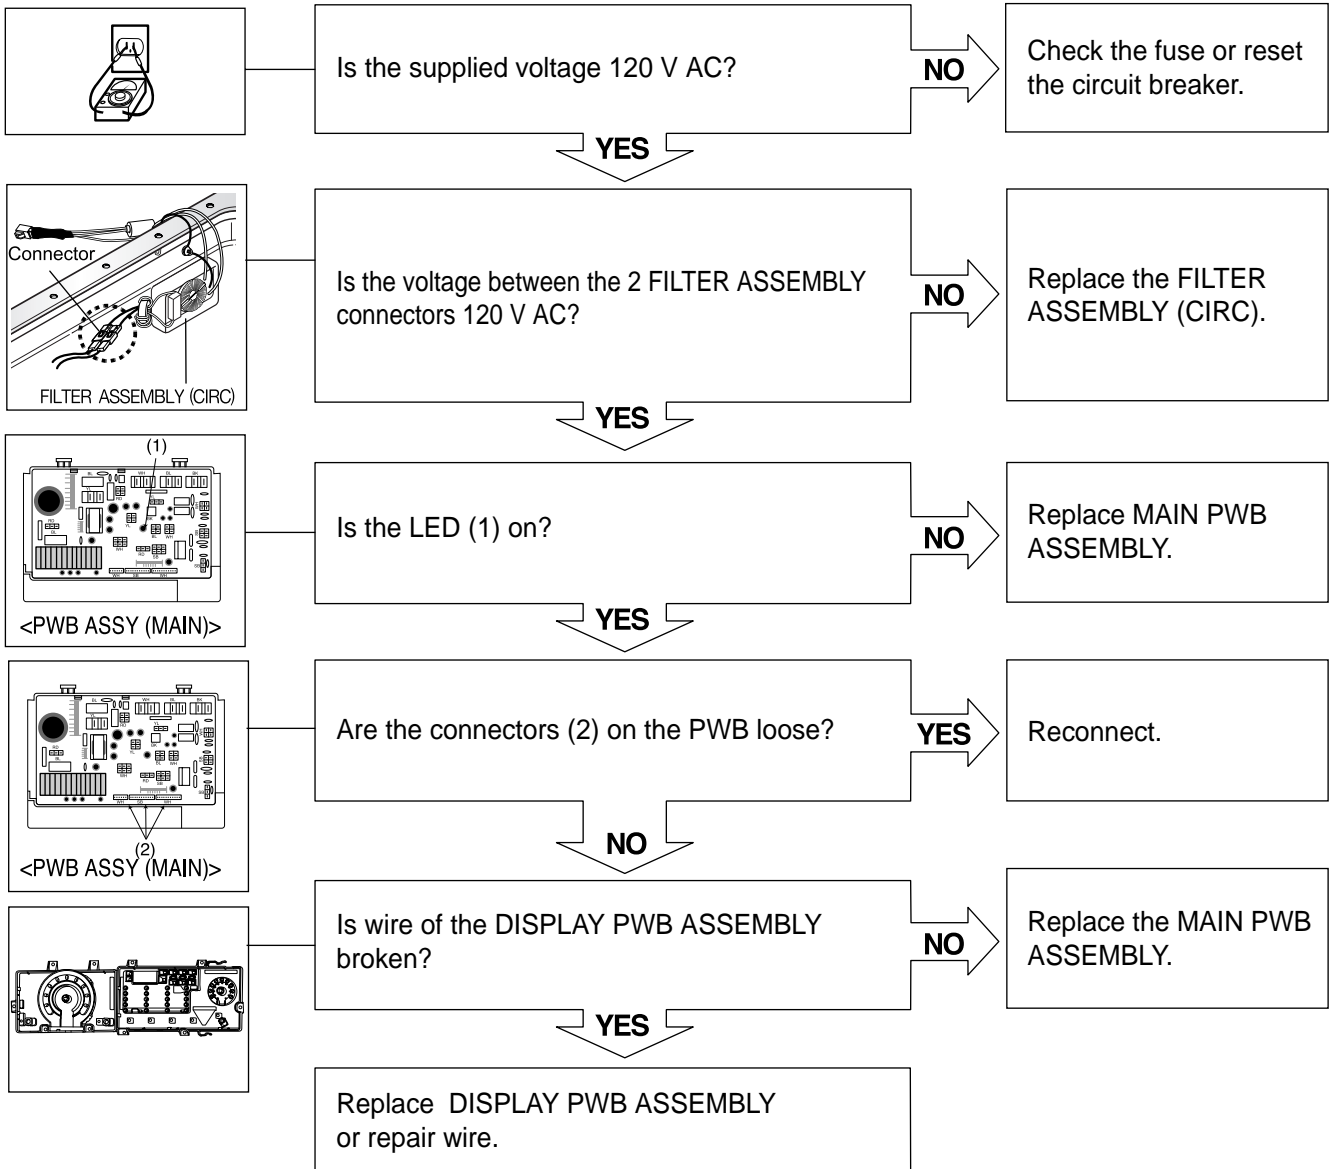 Is the supplied voltage 120 V AC?
NO
Check the fuse or reset
the circuit breaker.
YES
Connector
FILTER ASSEMBLY (CIRC)
Is the voltage between the 2 FILTER ASSEMBLY
connectors 120 V AC?
NO
Replace the FILTER
ASSEMBLY (CIRC).
YES
(1)
<PWB ASSY (MAIN)>
Is the LED (1) on?
NO
Replace MAIN PWB
ASSEMBLY.
YES
(2)
<PWB ASSY (MAIN)>
Are the connectors (2) on the PWB loose?
YES
Reconnect.
NO
Is wire of the DISPLAY PWB ASSEMBLY
broken?
NO
Replace the MAIN PWB
ASSEMBLY.
YES
Replace DISPLAY PWB ASSEMBLY
or repair wire.